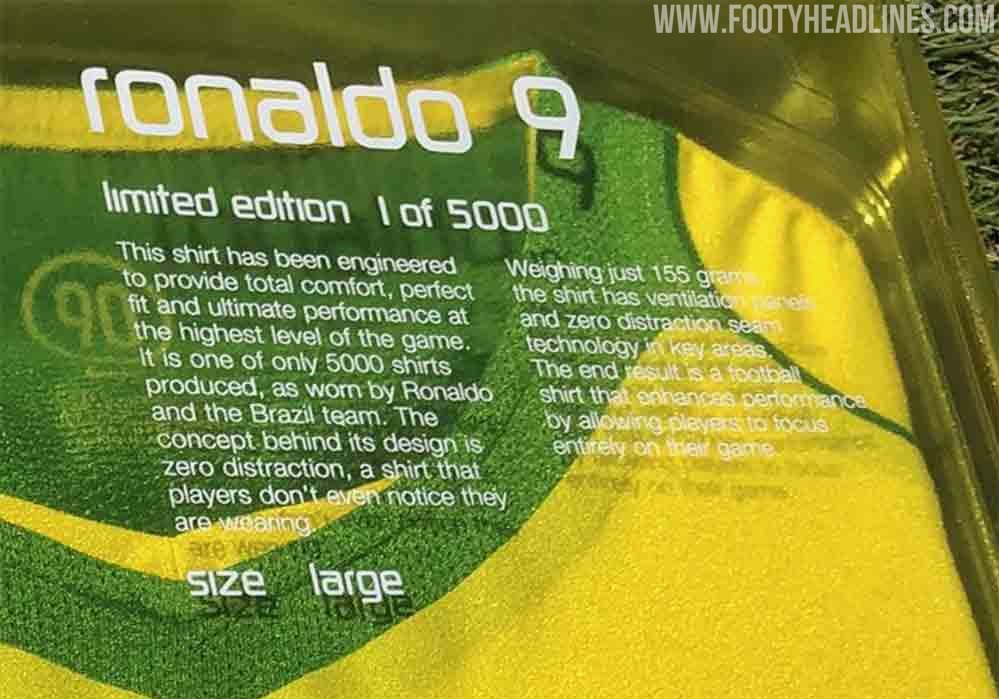 WWW.FOOTYHEADLINES.COM
ronaldo 9
limited edition 1 of 5000
This shirt has been engineered
to provide total comfort, perfect
fit and ultimate performance at
the highest level of the game.
It is one of only 5000 shirts
produced, as worn by Ronaldo
and the Brazil team. The
concept behind its design is
zero distraction, a shirt that
players don't even notice they
are wearing.
Weighing just 155 grams
the shirt has ventilation panels
and zero distraction seam
technology in key areas.
The end result is a football
shirt that enhances performance
by allowing players to focus
entirely on their game.
size large
90